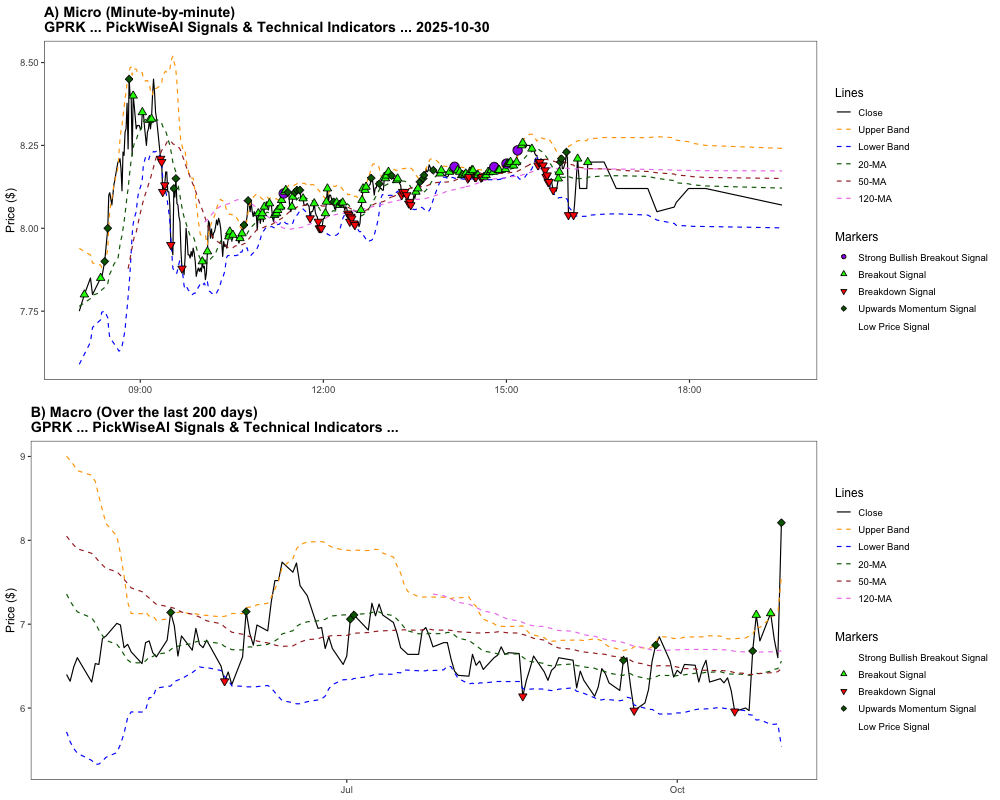 A) Micro (Minute-by-minute)
GPRK ... PickWiseAI Signals & Technical Indicators ... 2025-10-30
8.50
8.25
8.00
7.75
Price ($)
09:00
12:00
15:00
18:00
Lines
Close
Upper Band
Lower Band
20-MA
50-MA
120-MA
Markers
Strong Bullish Breakout Signal
Breakout Signal
Breakdown Signal
Upwards Momentum Signal
Low Price Signal
B) Macro (Over the last 200 days)
GPRK ... PickWiseAI Signals & Technical Indicators ...
9
8
7
6
Price ($)
Jul
Oct
Lines
Close
Upper Band
Lower Band
20-MA
50-MA
120-MA
Markers
Strong Bullish Breakout Signal
Breakout Signal
Breakdown Signal
Upwards Momentum Signal
Low Price Signal